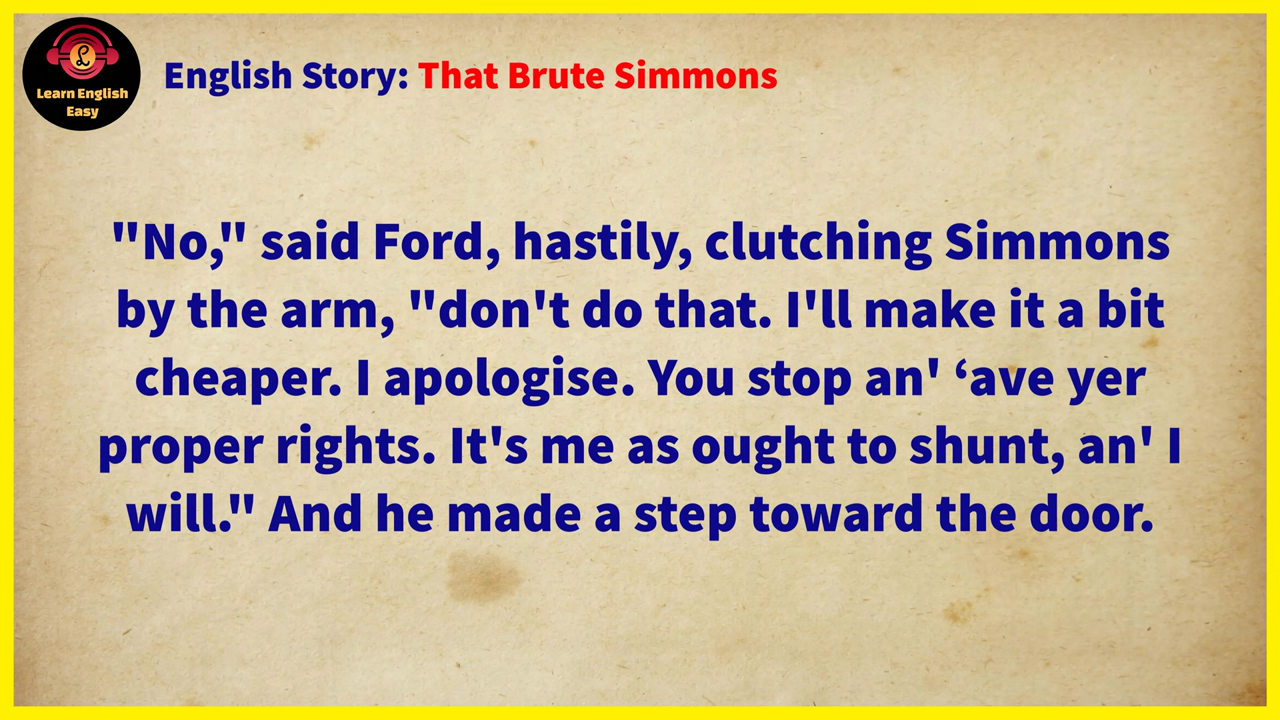 Learn English
Easy
English Story: That Brute Simmons
"No," said Ford, hastily, clutching Simmons
by the arm, "don't do that. I'll make it a bit
cheaper. I apologise. You stop an' ‘ave yer
proper rights. It's me as ought to shunt, an' I
will." And he made a step toward the door.